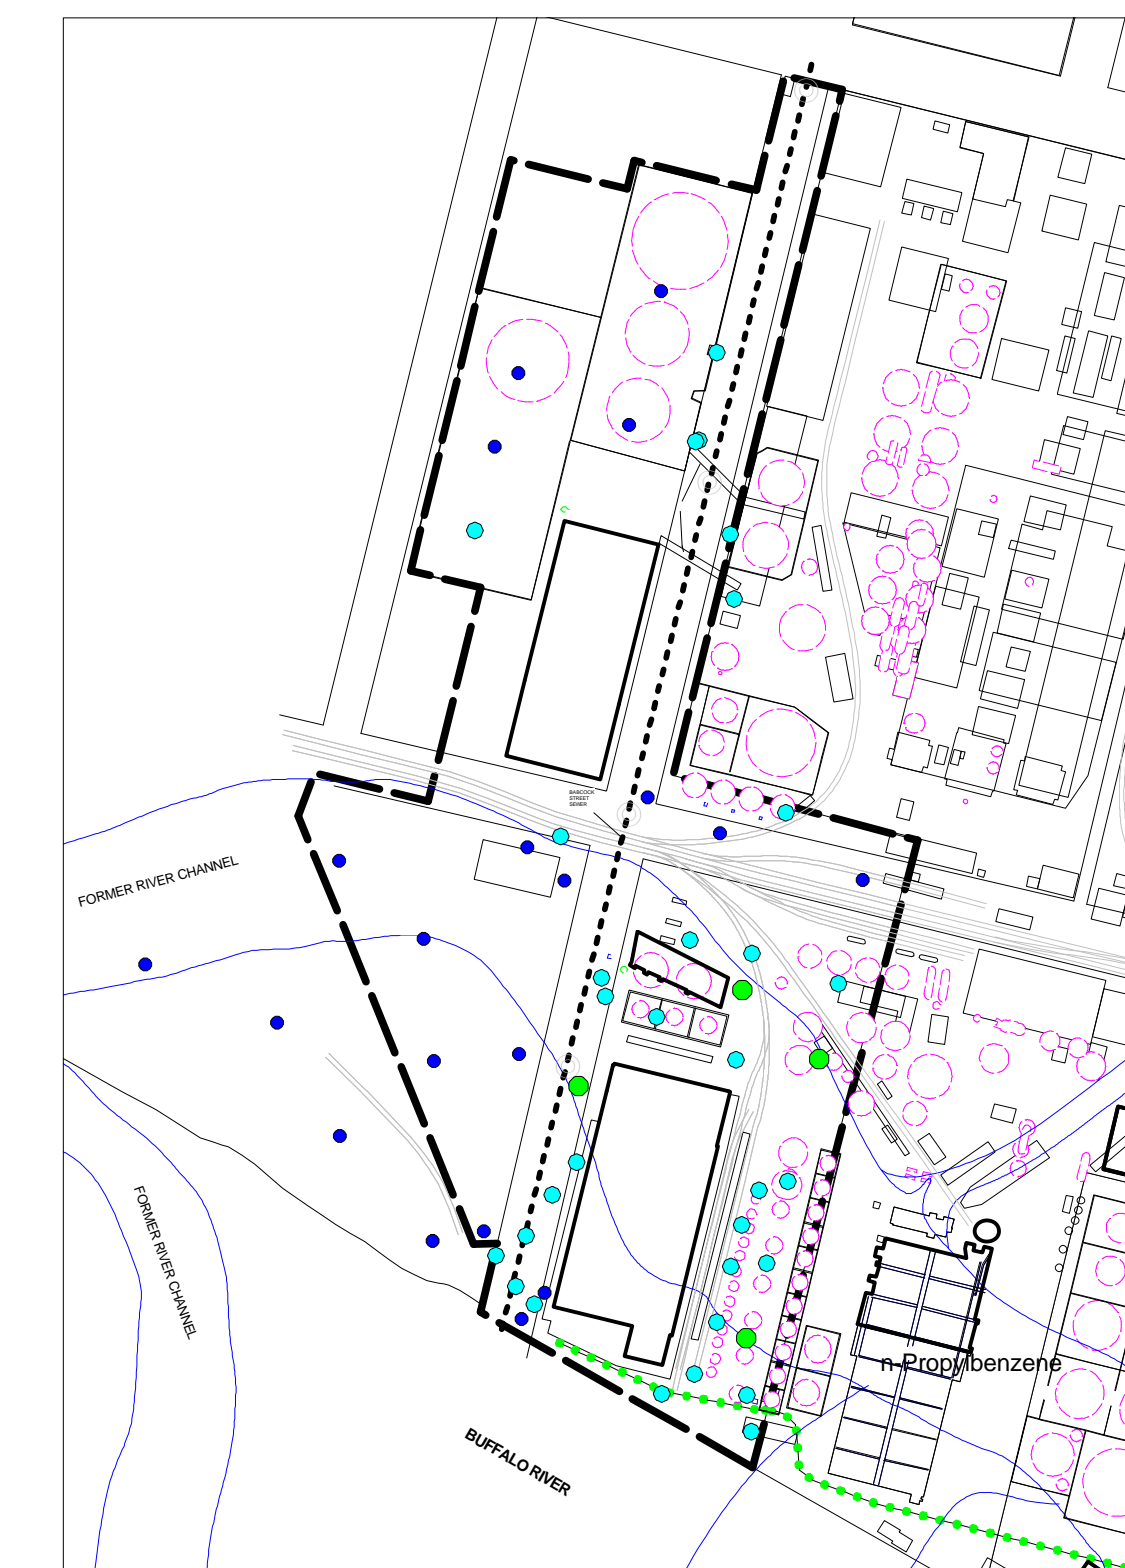 BABCOCK
STREET
SEWER
FORMER RIVER CHANNEL
FORMER RIVER CHANNEL
n-Propylbenzene
BUFFALO RIVER